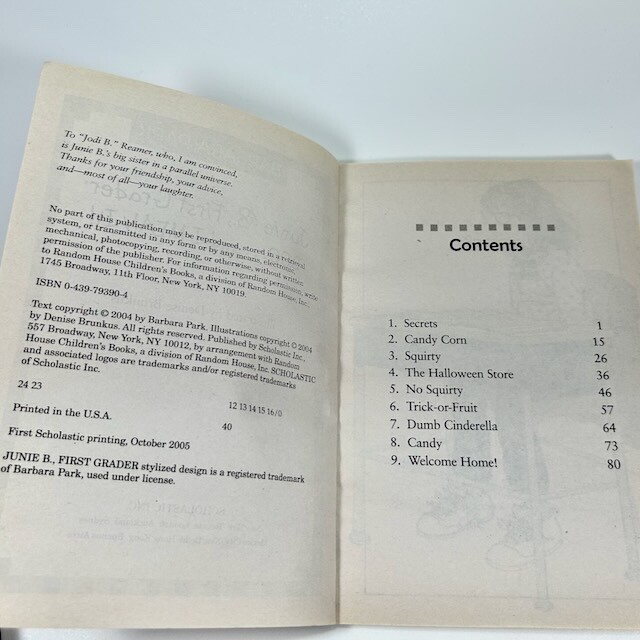 To "Jodi B." Reamer, who, I am convinced,
is Junie B.'s big sister in a parallel universe.
Thanks for your friendship, your advice,
and—most of all—your laughter.
No part of this publication may be reproduced, stored in a retrieval
system, or transmitted in any form or by any means, electronic,
mechanical, photocopying, recording, or otherwise, without written
permission of the publisher. For information regarding permission, write
to Random House Children's Books, a division of Random House, Inc.,
1745 Broadway, 11th Floor, New York, NY 10019.
ISBN 0-439-79390-4
Text copyright © 2004 by Barbara Park. Illustrations copyright © 2004
by Denise Brunkus. All rights reserved. Published by Scholastic Inc.,
557 Broadway, New York, NY 10012, by arrangement with Random
House Children's Books, a division of Random House, Inc. SCHOLASTIC
and associated logos are trademarks and/or registered trademarks
of Scholastic Inc.
24 23 12 13 14 15 16/0
Printed in the U.S.A. 40
First Scholastic printing, October 2005
JUNIE B., FIRST GRADER stylized design is a registered trademark
of Barbara Park, used under license.
Contents
1. Secrets 1
2. Candy Corn 15
3. Squirty 26
4. The Halloween Store 36
5. No Squirty 46
6. Trick-or-Fruit 57
7. Dumb Cinderella 64
8. Candy 73
9. Welcome Home! 80